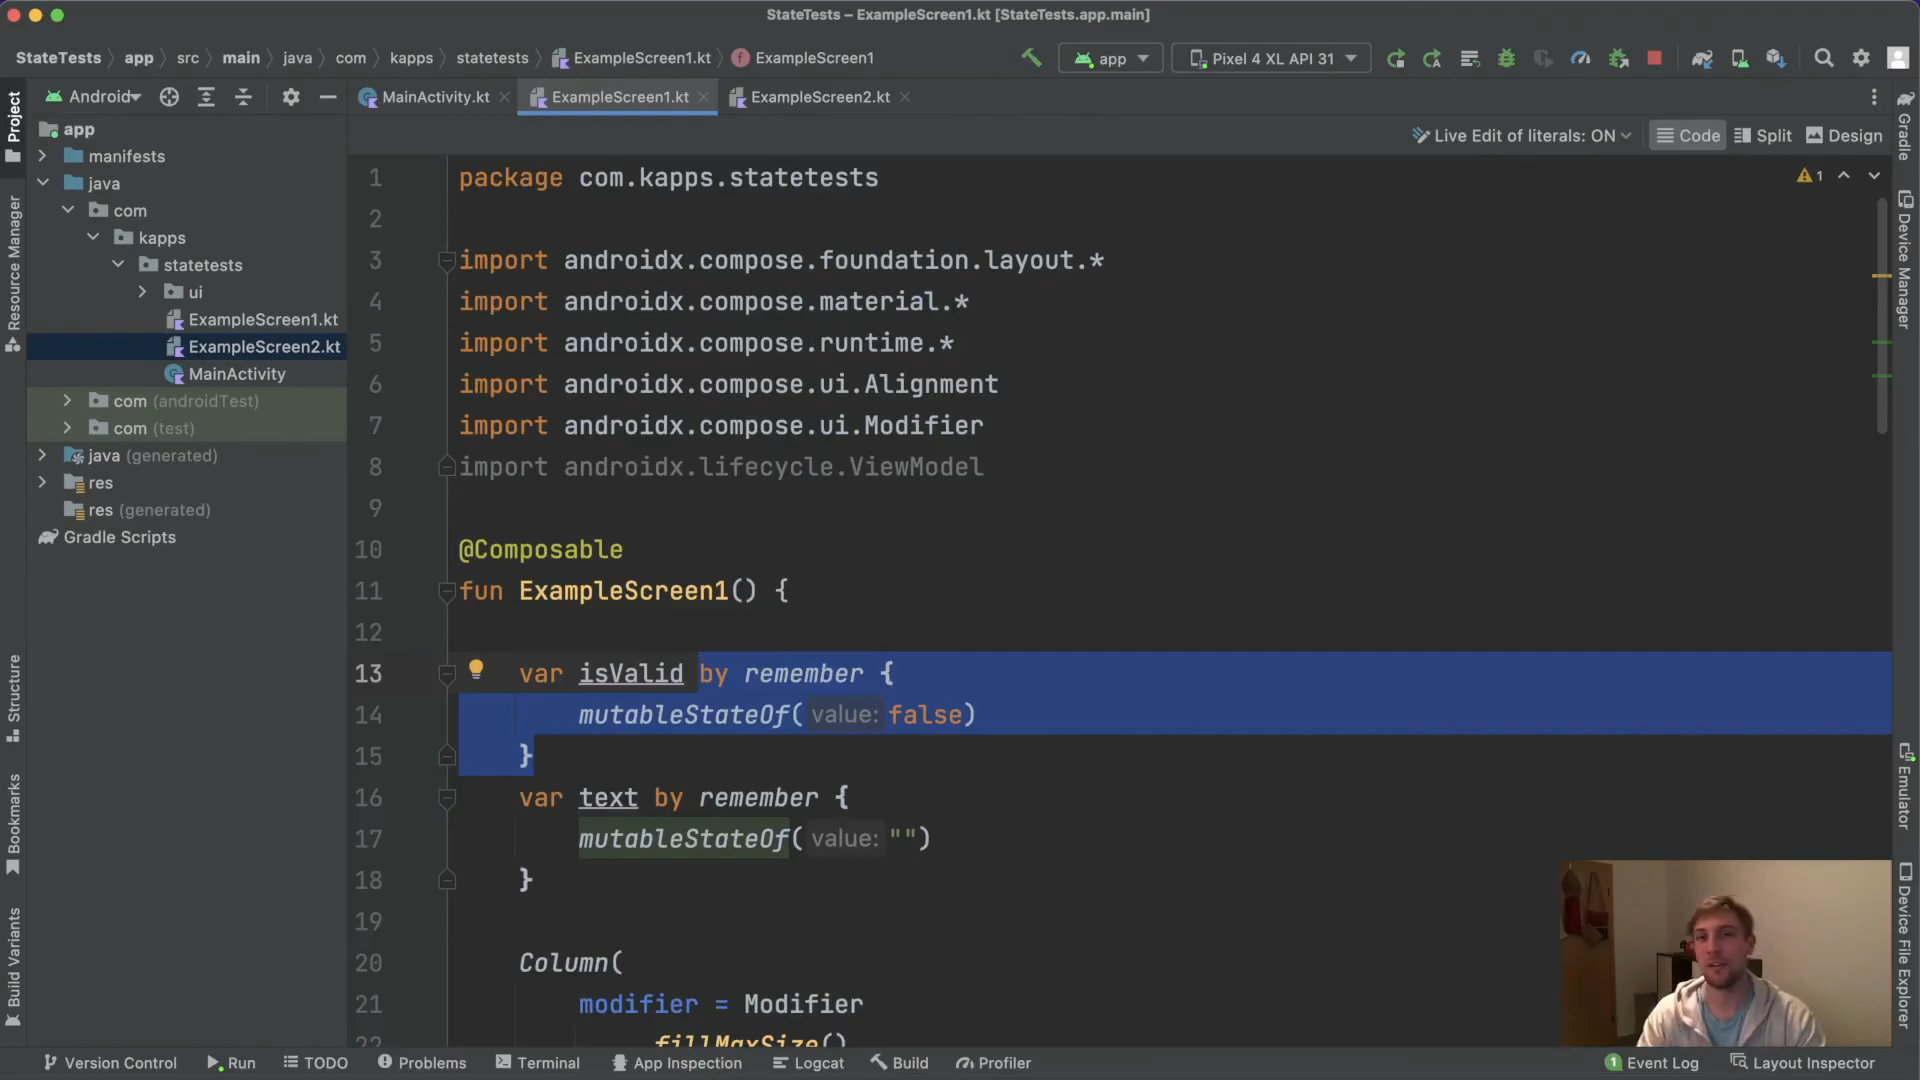 StateTests – ExampleScreen1.kt [StateTests.app.main]
StateTests app src main java com kapps statetests ExampleScreen1.kt ExampleScreen1
app Pixel 4 XL API 31
Android
MainActivity.kt ExampleScreen1.kt ExampleScreen2.kt
Live Edit of literals: ON Code Split Design
Project
Resource Manager
Structure
Bookmarks
Build Variants
app
manifests
java
com
kapps
statetests
ui
ExampleScreen1.kt
ExampleScreen2.kt
MainActivity
com (androidTest)
com (test)
java (generated)
res
res (generated)
Gradle Scripts
1 package com.kapps.statetests
2
3 import androidx.compose.foundation.layout.*
4 import androidx.compose.material.*
5 import androidx.compose.runtime.*
6 import androidx.compose.ui.Alignment
7 import androidx.compose.ui.Modifier
8 import androidx.lifecycle.ViewModel
9
10 @Composable
11 fun ExampleScreen1() {
12
13 var isValid by remember {
14 mutableStateOf( value: false)
15 }
16 var text by remember {
17 mutableStateOf( value: "")
18 }
19
20 Column(
21 modifier = Modifier
22 .fillMaxSize()
1
Gradle
Device Manager
Emulator
Device File Explorer
Version Control Run TODO Problems Terminal App Inspection Logcat Build Profiler 1 Event Log Layout Inspector